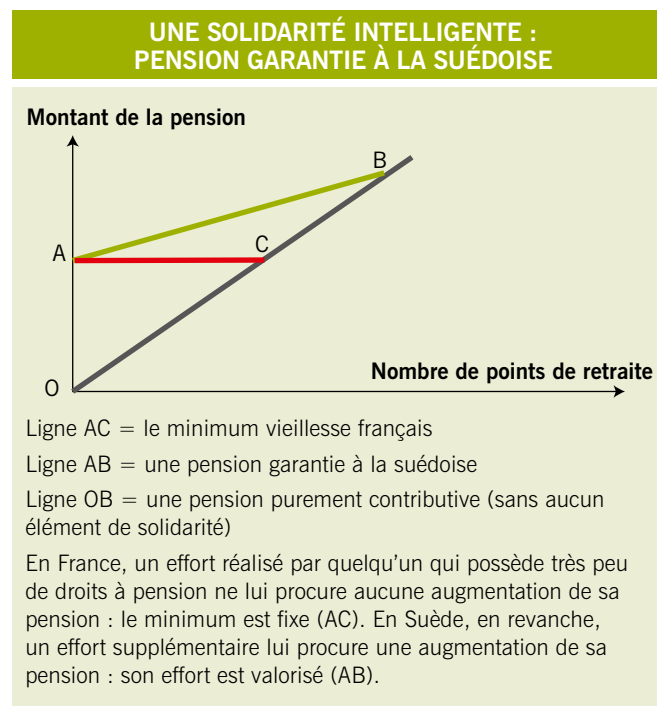 UNE SOLIDARITÉ INTELLIGENTE :
PENSION GARANTIE À LA SUÉDOISE
Montant de la pension
B
A
C
O
Nombre de points de retraite
Ligne AC = le minimum vieillesse français
Ligne AB = une pension garantie à la suédoise
Ligne OB = une pension purement contributive (sans aucun
élément de solidarité)
En France, un effort réalisé par quelqu'un qui possède très peu
de droits à pension ne lui procure aucune augmentation de sa
pension : le minimum est fixe (AC). En Suède, en revanche,
un effort supplémentaire lui procure une augmentation de sa
pension : son effort est valorisé (AB).